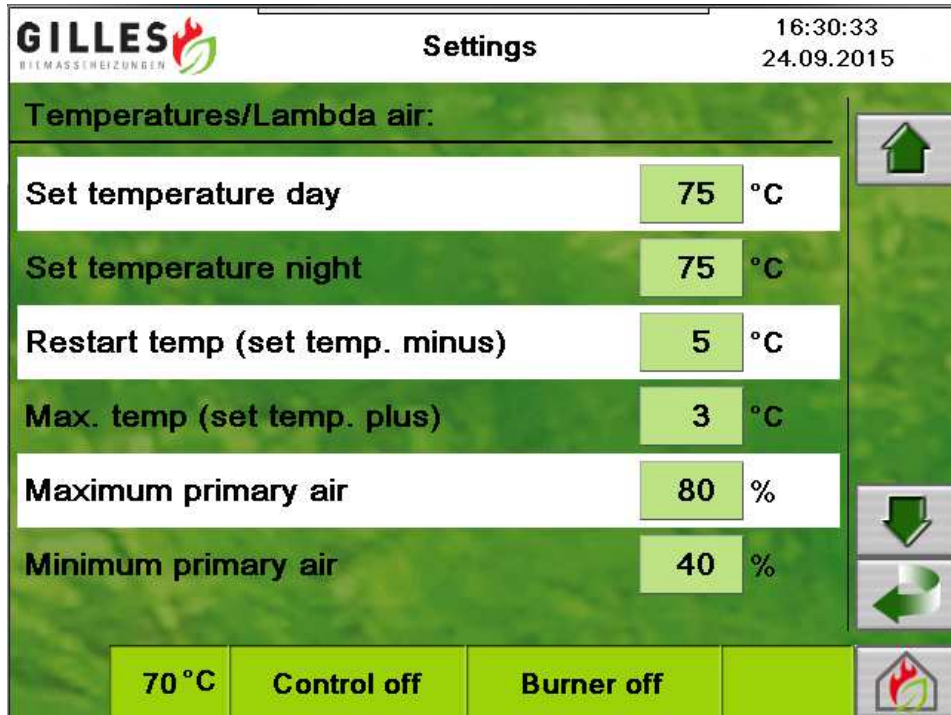 GILLES
BIEMASSEHEIZUNGEN
Settings
16:30:33
24.09.2015
Temperatures/Lambda air:
Set temperature day 75 °C
Set temperature night 75 °C
Restart temp (set temp. minus) 5 °C
Max. temp (set temp. plus) 3 °C
Maximum primary air 80 %
Minimum primary air 40 %
70°C Control off Burner off